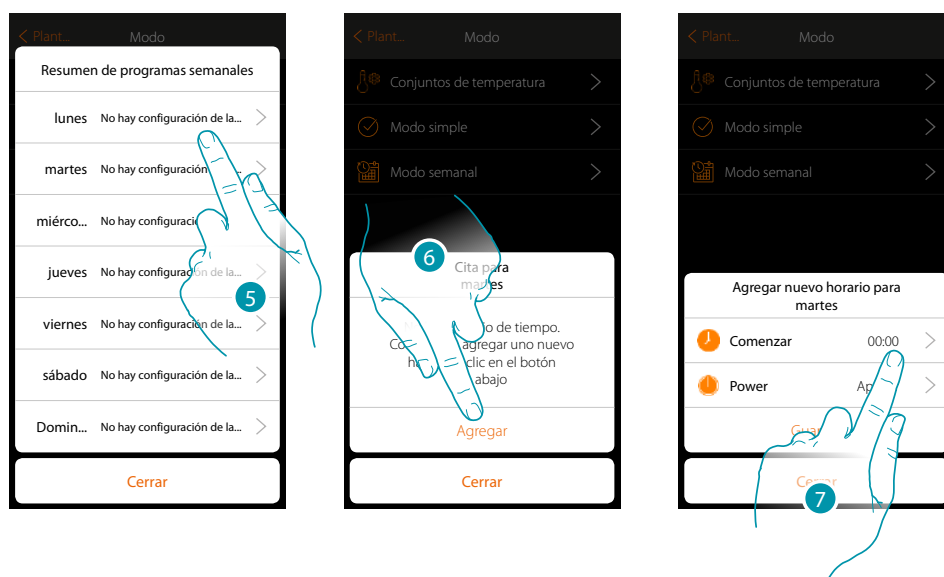 < Plant... Modo
Resumen de programas semanales
lunes No hay configuración de la...
martes No hay configuración
miérco... No hay configuració
jueves No hay configuración de la...
viernes No hay configuración de la...
sábado No hay configuración de la...
Domin... No hay configuración de la...
Cerrar
5
< Plant... Modo
Conjuntos de temperatura
Modo simple
Modo semanal
6
Cita para
martes
o de tiempo.
agregar uno nuevo
clic en el botón
abajo
Agregar
Cerrar
< Plant... Modo
Conjuntos de temperatura
Modo simple
Modo semanal
Agregar nuevo horario para
martes
Comenzar 00:00
Power
Cerrar
7